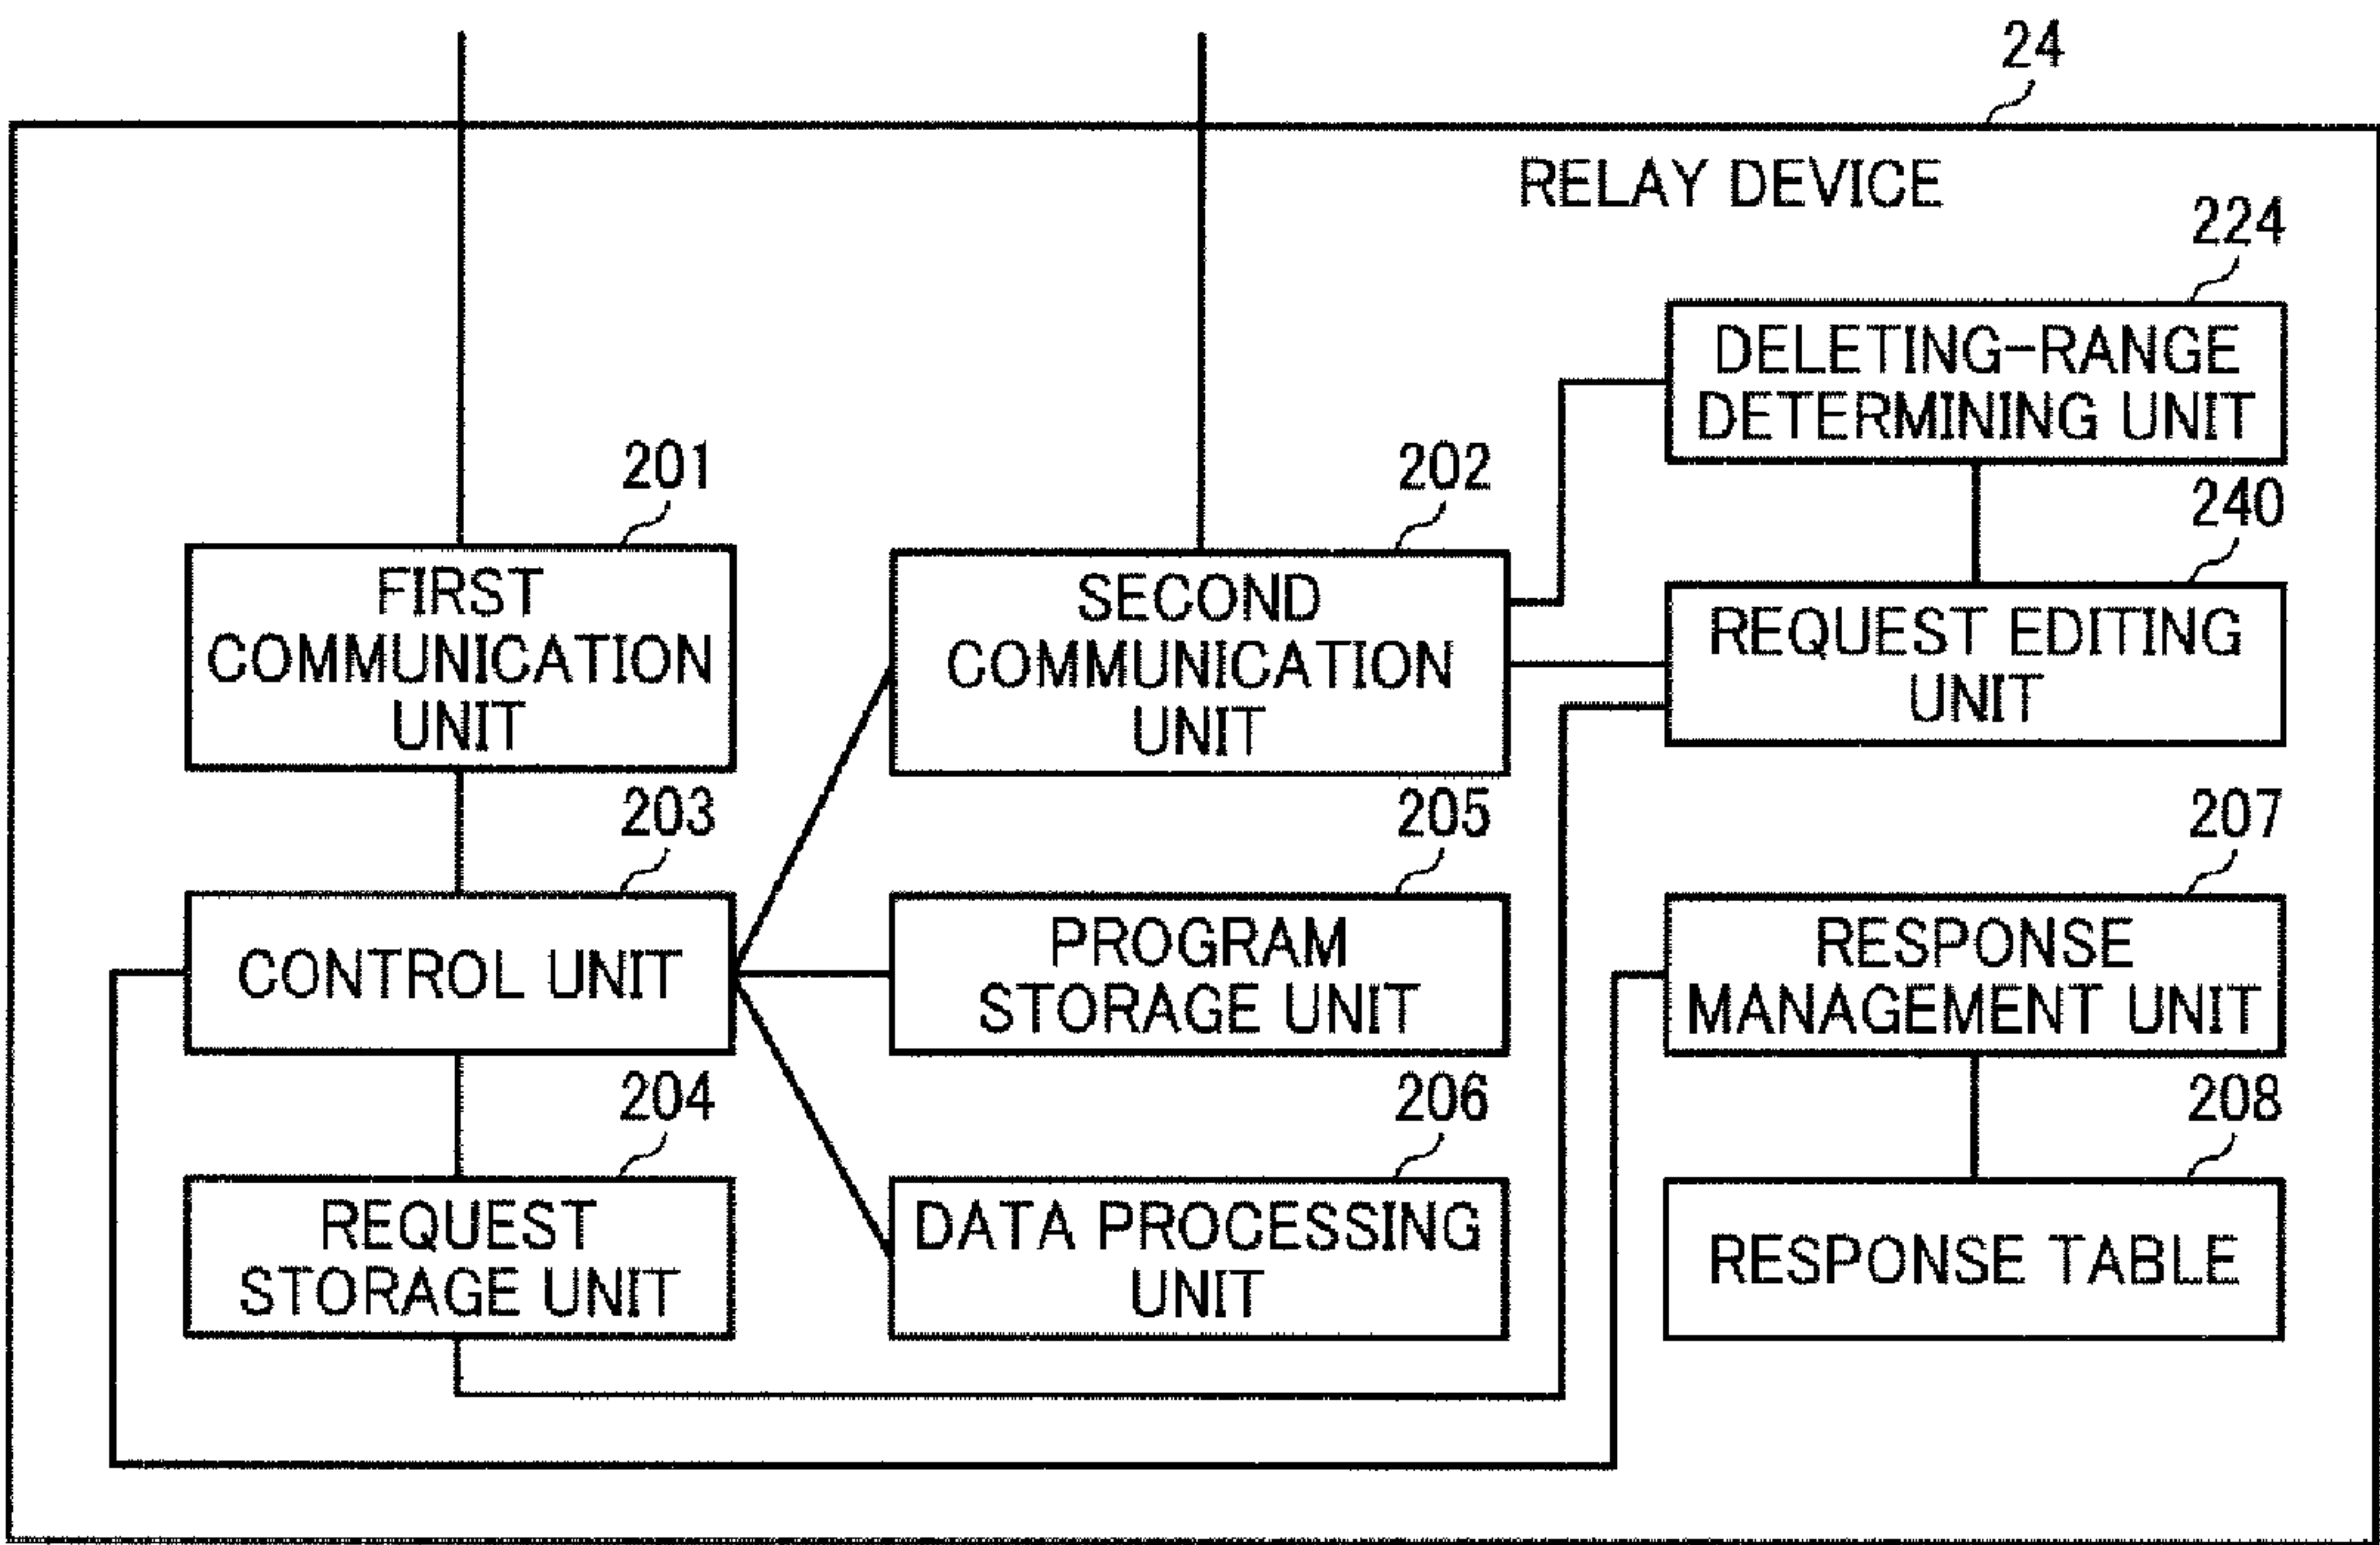 24
RELAY DEVICE
224
DELETING-RANGE
DETERMINING UNIT
201
FIRST
COMMUNICATION
UNIT
202
SECOND
COMMUNICATION
UNIT
240
REQUEST EDITING
UNIT
203
CONTROL UNIT
205
PROGRAM
STORAGE UNIT
207
RESPONSE
MANAGEMENT UNIT
204
REQUEST
STORAGE UNIT
206
DATA PROCESSING
UNIT
208
RESPONSE TABLE